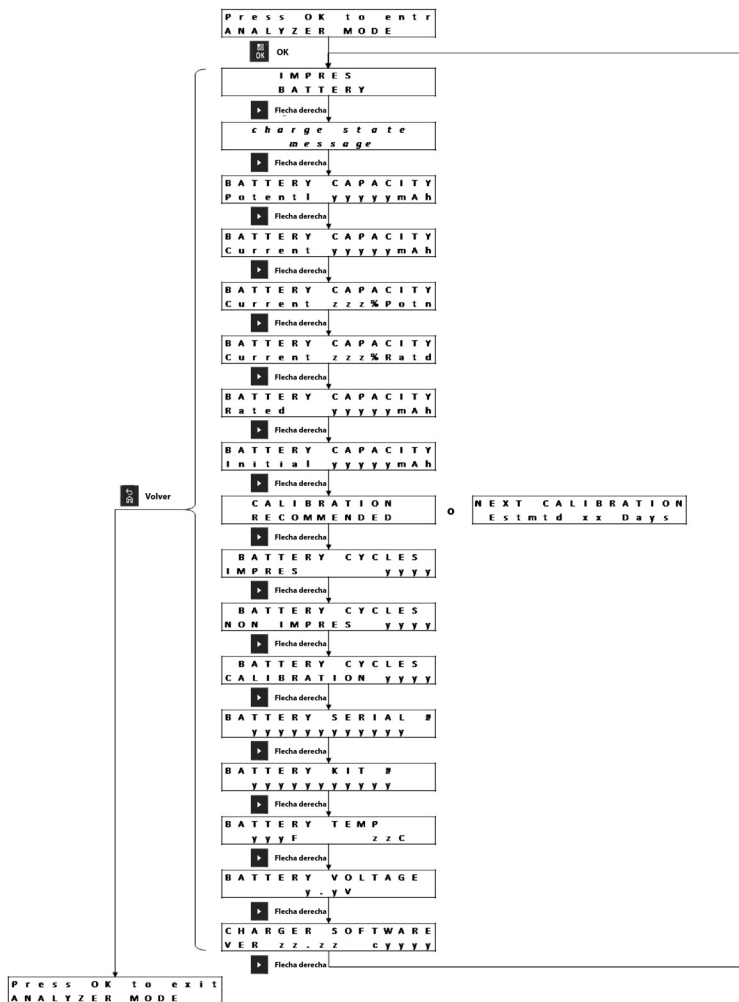 Press OK to entr
ANALYZER MODE
OK
OK
IMPRES
BATTERY
Flecha derecha
charge state
message
Flecha derecha
BATTERY CAPACITY
Potentl yyyyymAh
Flecha derecha
BATTERY CAPACITY
Current yyyyymAh
Flecha derecha
BATTERY CAPACITY
Current zzz%Potn
Flecha derecha
BATTERY CAPACITY
Current zzz%Ratd
Flecha derecha
BATTERY CAPACITY
Rated yyyyymAh
Flecha derecha
BATTERY CAPACITY
Initial yyyyymAh
Flecha derecha
Volver
CALIBRATION
RECOMMENDED
o
NEXT CALIBRATION
Estmtd xx Days
Flecha derecha
BATTERY CYCLES
IMPRES yyyy
Flecha derecha
BATTERY CYCLES
NON IMPRES yyyy
Flecha derecha
BATTERY CYCLES
CALIBRATION yyyy
Flecha derecha
BATTERY SERIAL #
yyyyyyyyyyyy
Flecha derecha
BATTERY KIT #
yyyyyyyyyyy
Flecha derecha
BATTERY TEMP
yyyF zzC
Flecha derecha
BATTERY VOLTAGE
y.yV
Flecha derecha
CHARGER SOFTWARE
VER zz.zz cyyyy
Flecha derecha
Press OK to exit
ANALYZER MODE